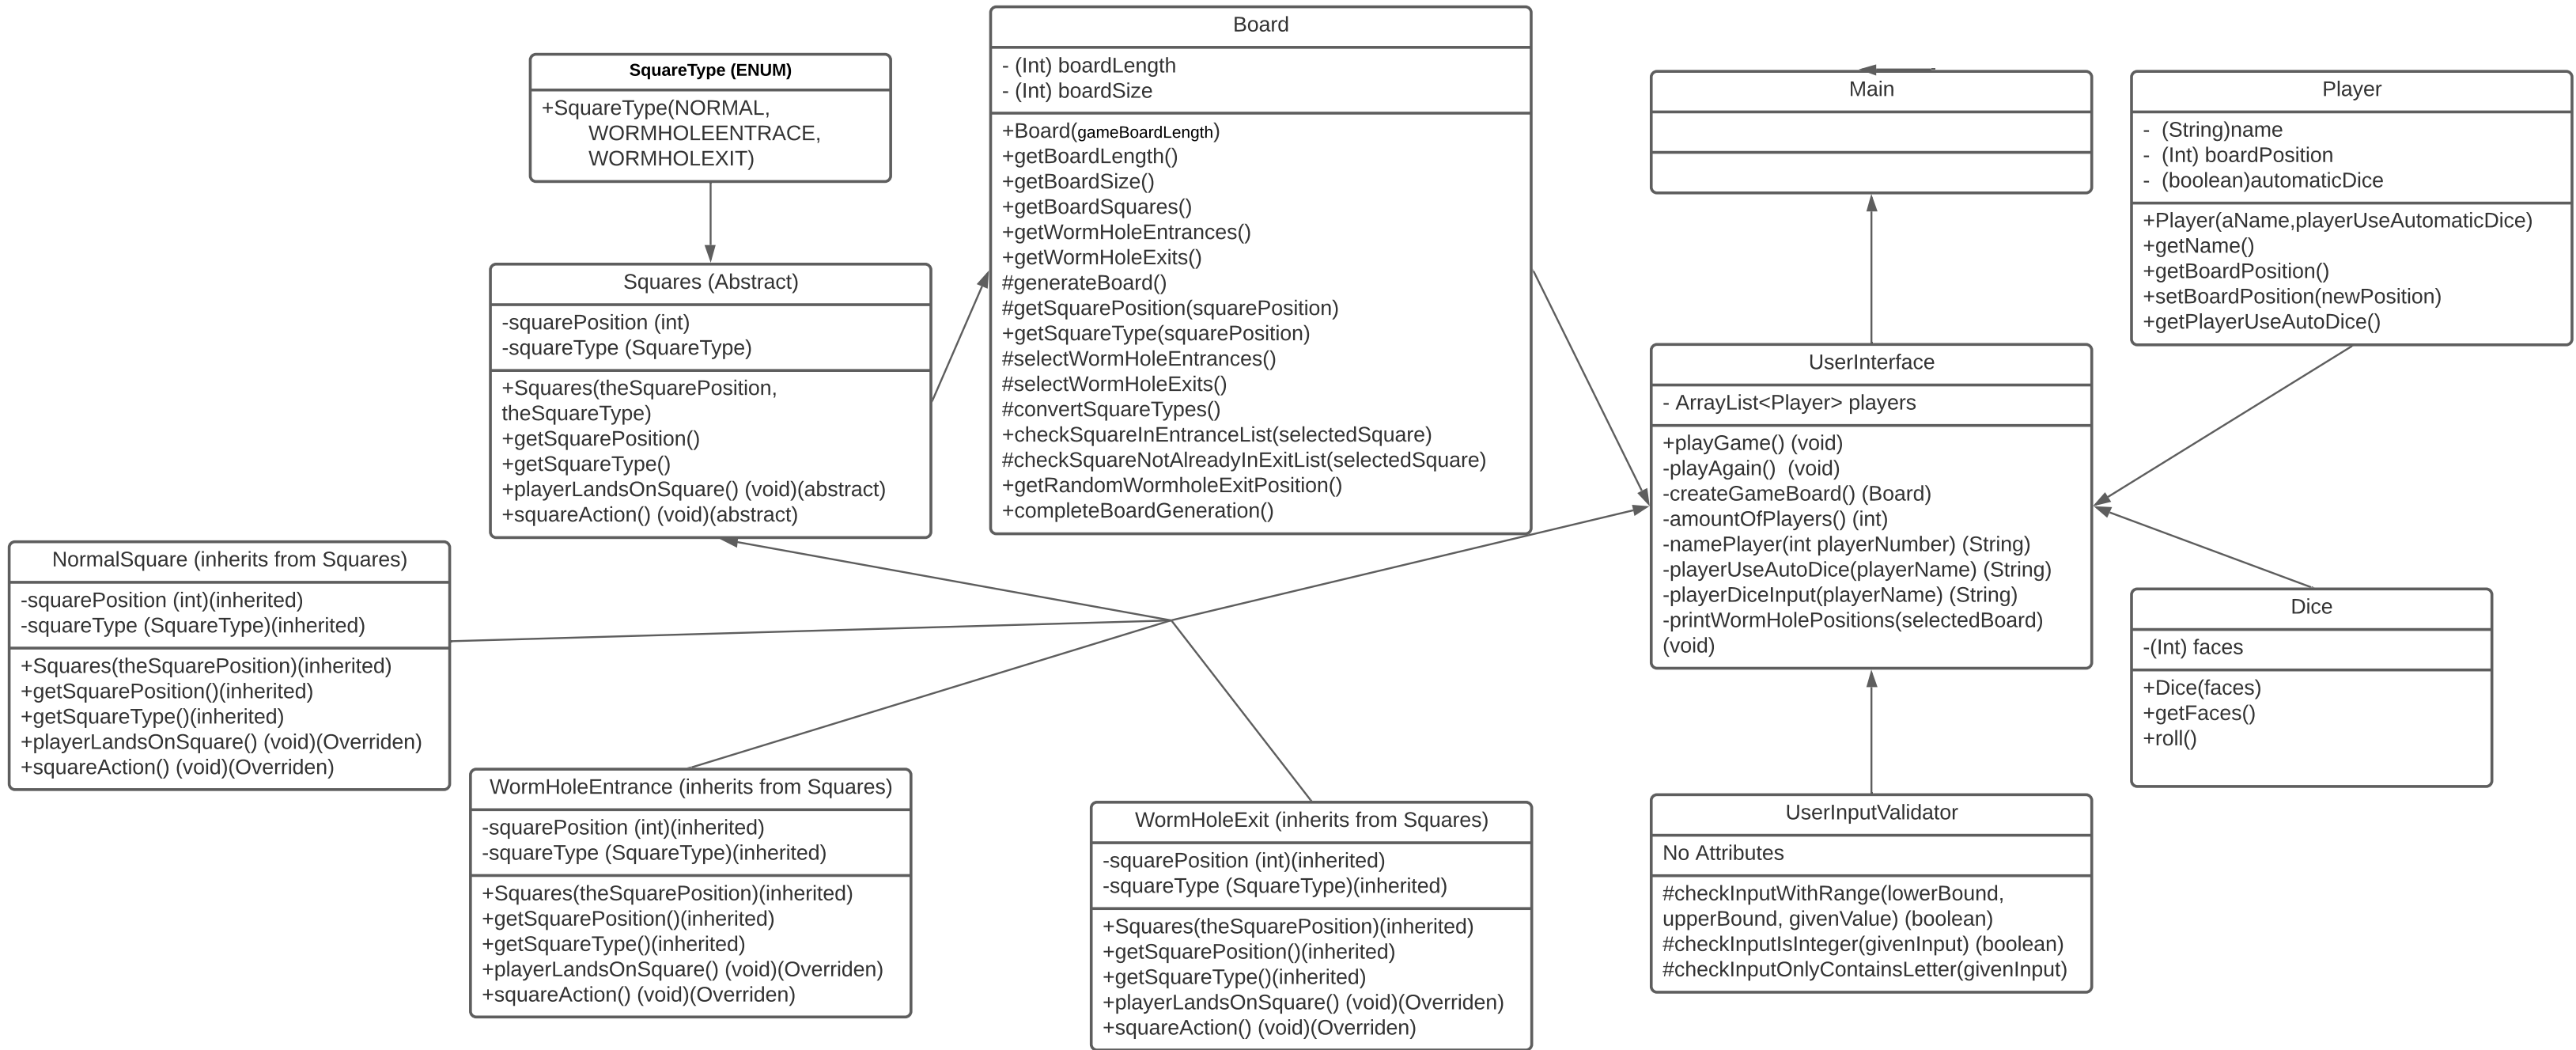 SquareType (ENUM)
+SquareType(NORMAL,
WORMHOLEENTRACE,
WORMHOLEXIT)
Squares (Abstract)
-squarePosition (int)
-squareType (SquareType)
+Squares(theSquarePosition,
theSquareType)
+getSquarePosition()
+getSquareType()
+playerLandsOnSquare() (void)(abstract)
+squareAction() (void)(abstract)
Board
- (Int) boardLength
- (Int) boardSize
+Board(gameBoardLength)
+getBoardLength()
+getBoardSize()
+getBoardSquares()
+getWormHoleEntrances()
+getWormHoleExits()
#generateBoard()
#getSquarePosition(squarePosition)
+getSquareType(squarePosition)
#selectWormHoleEntrances()
#selectWormHoleExits()
#convertSquareTypes()
+checkSquareInEntranceList(selectedSquare)
#checkSquareNotAlreadyInExitList(selectedSquare)
+getRandomWormholeExitPosition()
+completeBoardGeneration()
Main
Player
- (String)name
- (Int) boardPosition
- (boolean)automaticDice
+Player(aName,playerUseAutomaticDice)
+getName()
+getBoardPosition()
+setBoardPosition(newPosition)
+getPlayerUseAutoDice()
UserInterface
- ArrayList<Player> players
+playGame() (void)
-playAgain() (void)
-createGameBoard() (Board)
-amountOfPlayers() (int)
-namePlayer(int playerNumber) (String)
-playerUseAutoDice(playerName) (String)
-playerDiceInput(playerName) (String)
-printWormHolePositions(selectedBoard)
(void)
Dice
-(Int) faces
+Dice(faces)
+getFaces()
+roll()
NormalSquare (inherits from Squares)
-squarePosition (int)(inherited)
-squareType (SquareType)(inherited)
+Squares(theSquarePosition)(inherited)
+getSquarePosition()(inherited)
+getSquareType()(inherited)
+playerLandsOnSquare() (void)(Overriden)
+squareAction() (void)(Overriden)
WormHoleEntrance (inherits from Squares)
-squarePosition (int)(inherited)
-squareType (SquareType)(inherited)
+Squares(theSquarePosition)(inherited)
+getSquarePosition()(inherited)
+getSquareType()(inherited)
+playerLandsOnSquare() (void)(Overriden)
+squareAction() (void)(Overriden)
WormHoleExit (inherits from Squares)
-squarePosition (int)(inherited)
-squareType (SquareType)(inherited)
+Squares(theSquarePosition)(inherited)
+getSquarePosition()(inherited)
+getSquareType()(inherited)
+playerLandsOnSquare() (void)(Overriden)
+squareAction() (void)(Overriden)
UserInputValidator
No Attributes
#checkInputWithRange(lowerBound,
upperBound, givenValue) (boolean)
#checkInputIsInteger(givenInput) (boolean)
#checkInputOnlyContainsLetter(givenInput)